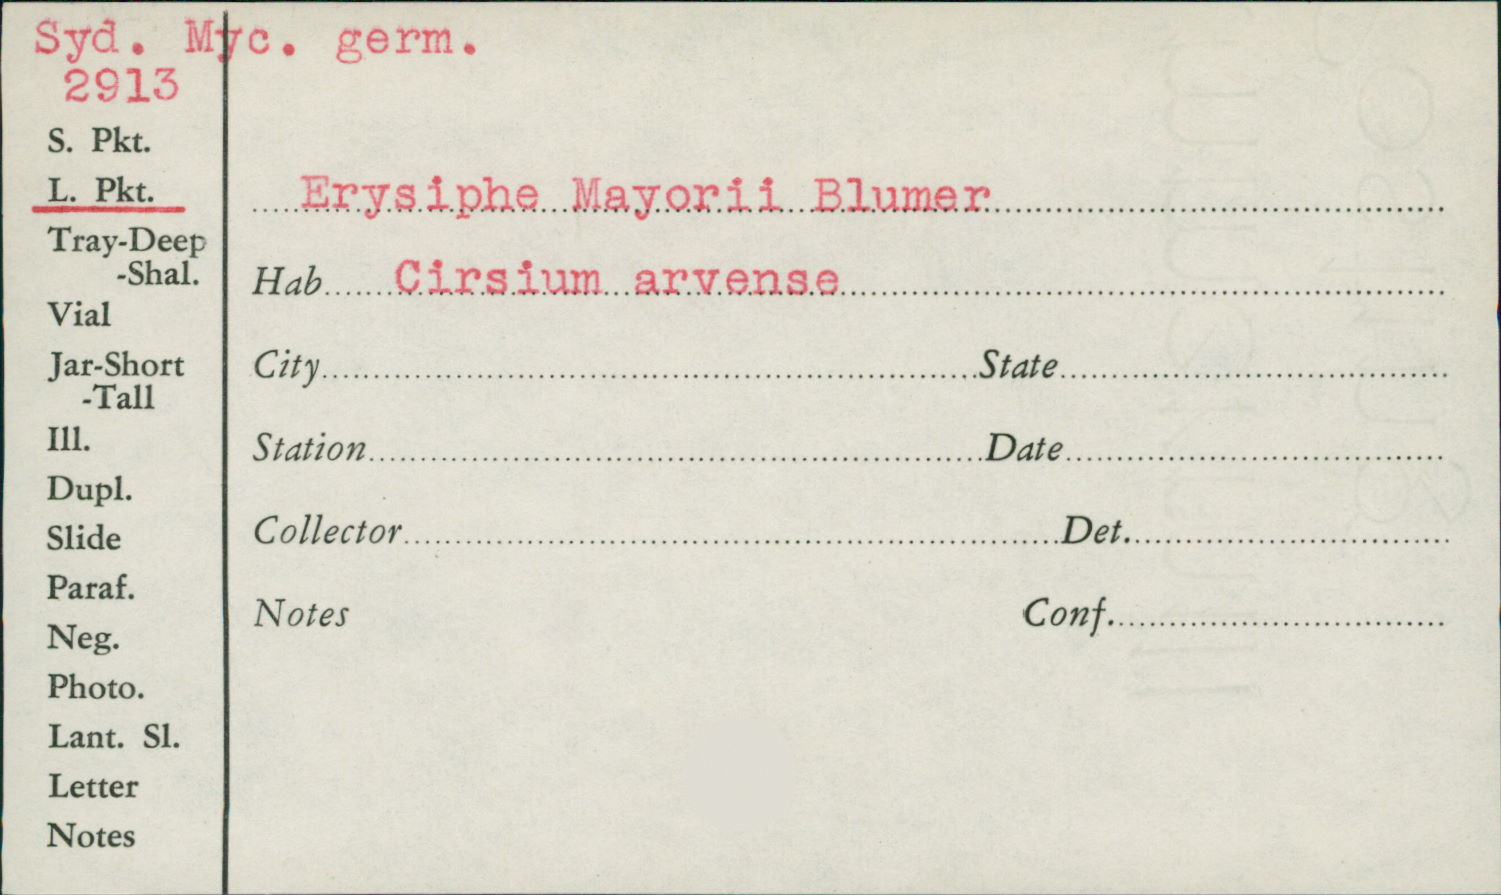 Syd. Myc. germ.
2913
S. Pkt.
L. Pkt.
Tray-Deep
-Shal.
Vial
Jar-Short
-Tall
Ill.
Dupl.
Slide
Paraf.
Neg.
Photo.
Lant. Sl.
Letter
Notes
Erysiphe Mayorii Blumer
Hab Cirsium arvense
City State
Station Date
Collector Det.
Notes Conf.